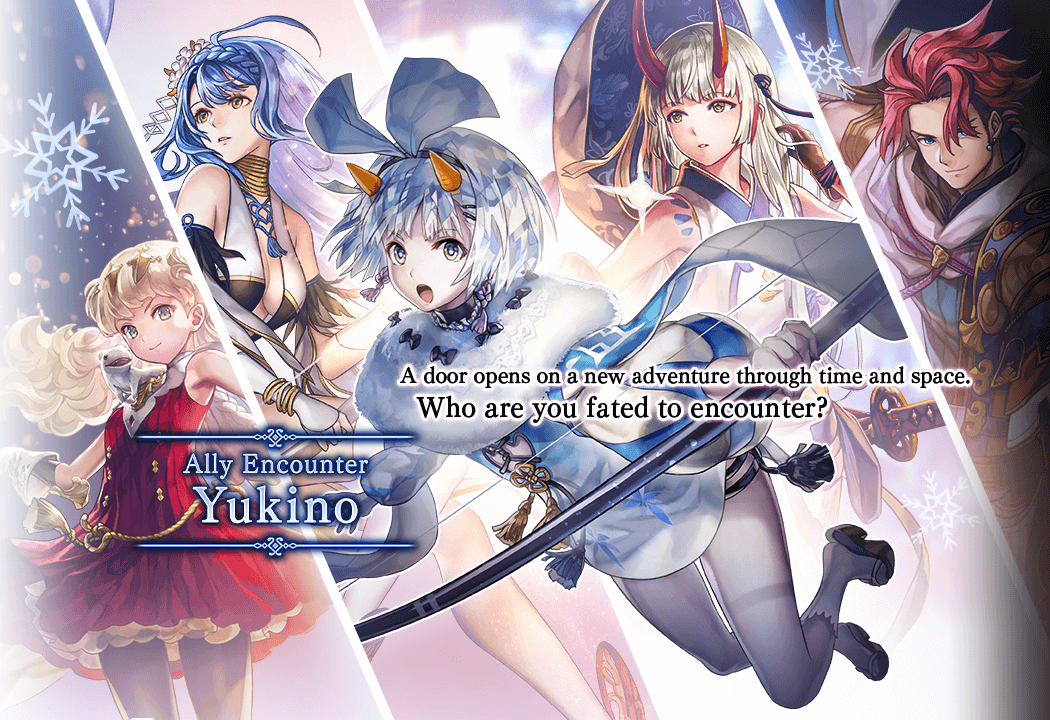 A door opens on a new adventure through time and space.
Who are you fated to encounter?
Ally Encounter
Yukino